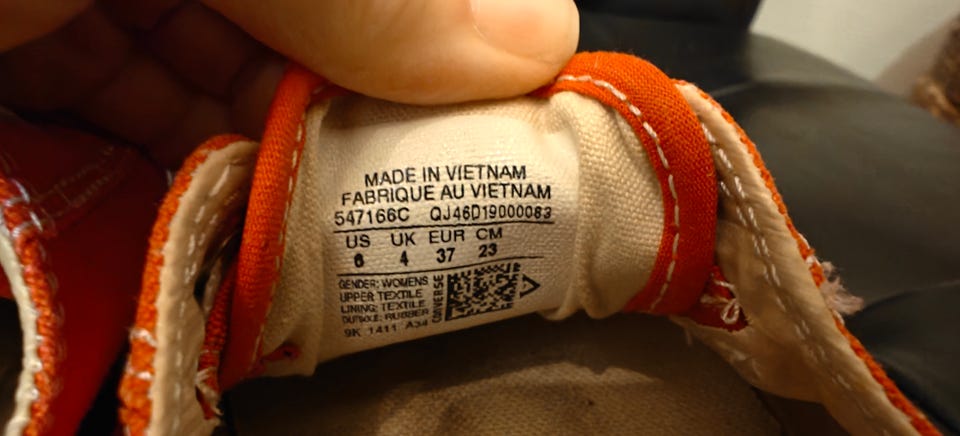 MADE IN VIETNAM
FABRIQUE AU VIETNAM
547166C QJ46D19000083
US UK EUR CM
6 4 37 23
GENDER: WOMENS
UPPER TEXTILE
LINING: TEXTILE
OUTSOLE: RUBBER
9K 1411 A34
CONVERSE